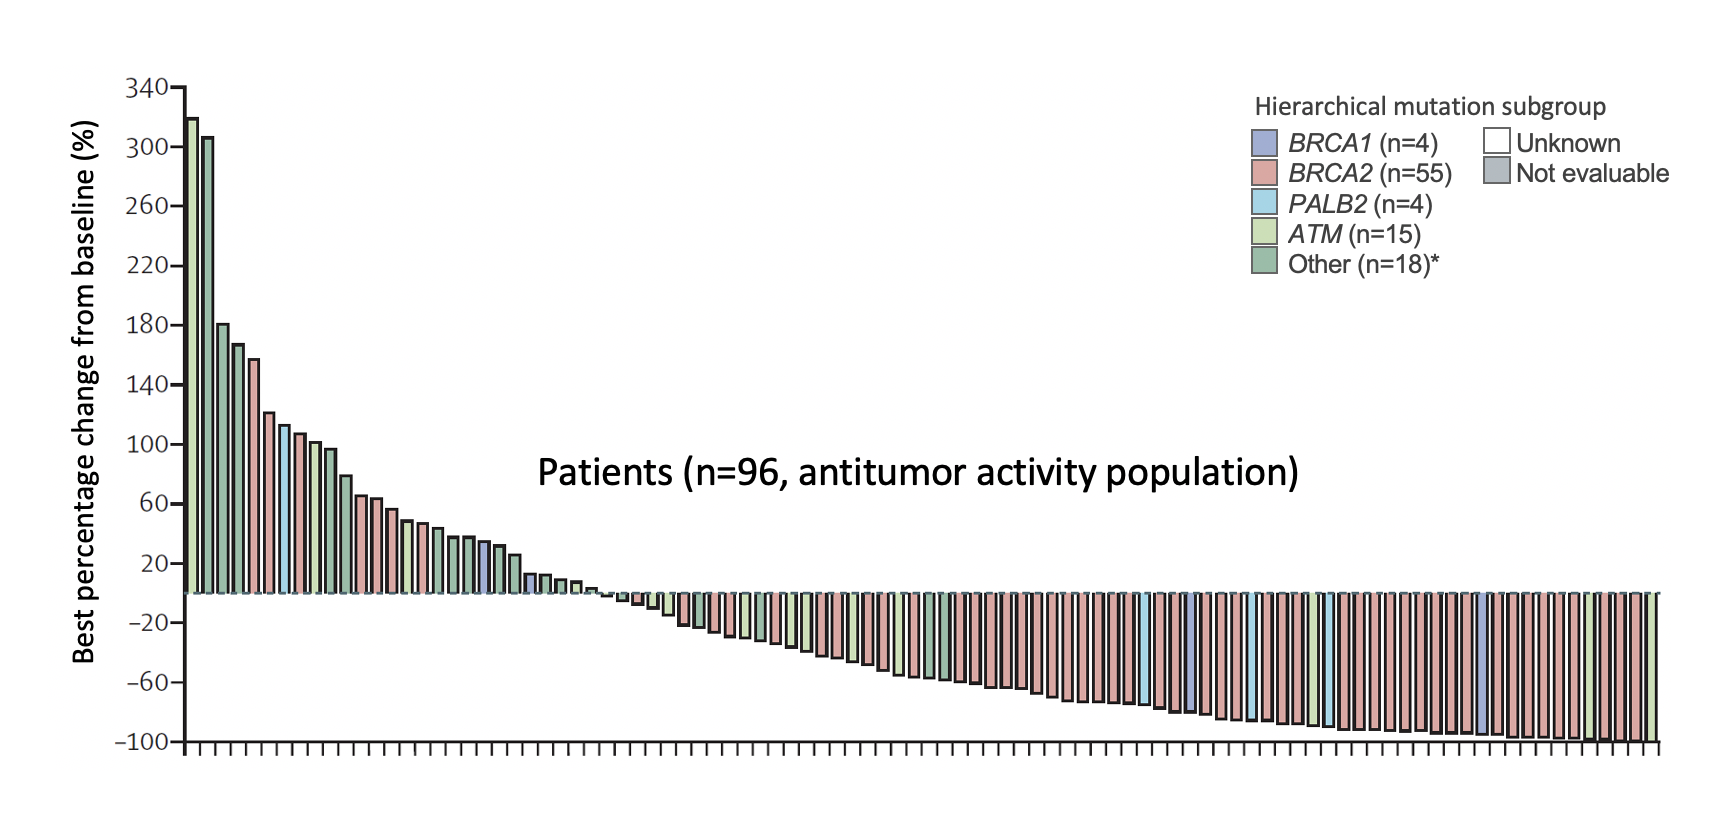 Best percentage change from baseline (%)
340
300
260
220
180
140
100
60
20
−20
−60
−100
Patients (n=96, antitumor activity population)
Hierarchical mutation subgroup
BRCA1 (n=4)
BRCA2 (n=55)
PALB2 (n=4)
ATM (n=15)
Other (n=18)*
Unknown
Not evaluable